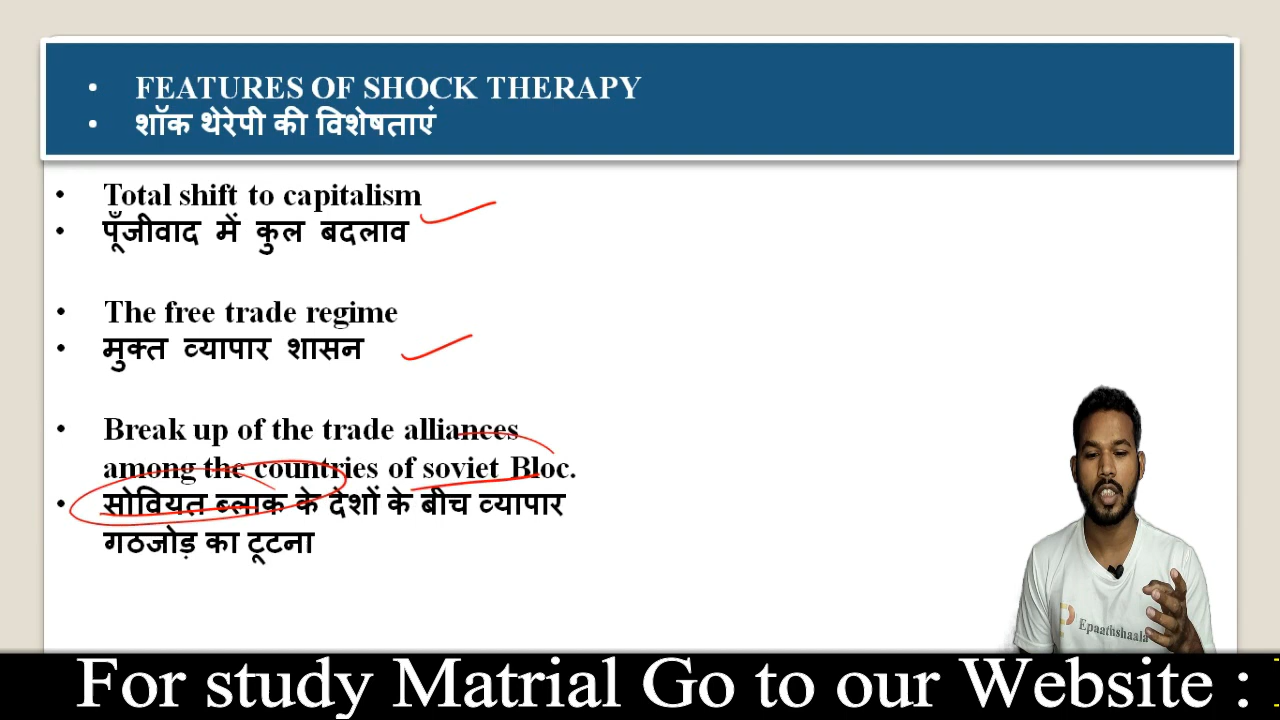 • FEATURES OF SHOCK THERAPY
• शॉक थेरेपी की विशेषताएं
• Total shift to capitalism
• पूँजीवाद में कुल बदलाव
• The free trade regime
• मुक्त व्यापार शासन
• Break up of the trade alliances
among the countries of soviet Bloc.
• सोवियत ब्लाक के देशों के बीच व्यापार
गठजोड़ का टूटना
Epaathshaala
For study Matrial Go to our Website :